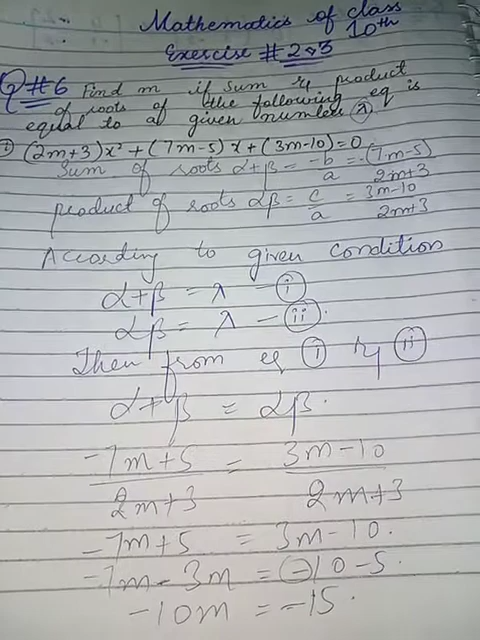 Mathematics of class
10th
Exercise # 2.3
Q#6 Find m if sum & product
of roots of the following eq is
equal to a given number λ
i (2m+3)x² + (7m-5)x + (3m-10) = 0
Sum of roots α+β = -b/a = -(7m-5)/2m+3
product of roots αβ = c/a = 3m-10/2m+3
According to given condition
α+β = λ - i
αβ = λ - ii
Then from eq i & ii
α+β = αβ.
-7m+5/2m+3 = 3m-10/2m+3
-7m+5 = 3m-10.
-7m-3m = -10-5.
-10m = -15.